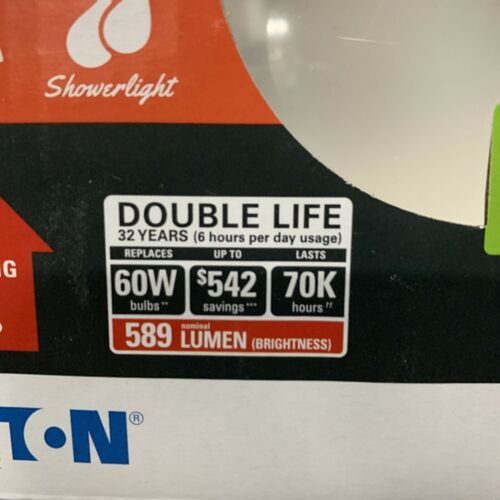 Showerlight
DOUBLE LIFE
32 YEARS (6 hours per day usage)
REPLACES
60W
bulbs**
UP TO
$542
savings***
LASTS
70K
hours††
589 nominal LUMEN (BRIGHTNESS)
G
T•N®